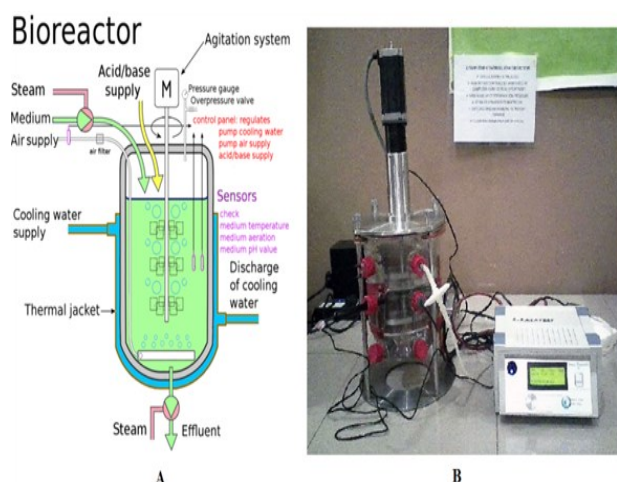 Bioreactor
Agitation system
Acid/base
supply
M
Steam
Pressure gauge
Overpressure valve
Medium
control panel: regulates
pump cooling water
pump air supply
acid/base supply
Air supply
air filter
Sensors
check
medium temperature
medium aeration
medium pH value
Cooling water
supply
Discharge
of cooling
water
Thermal jacket
Steam
Effluent
A
B